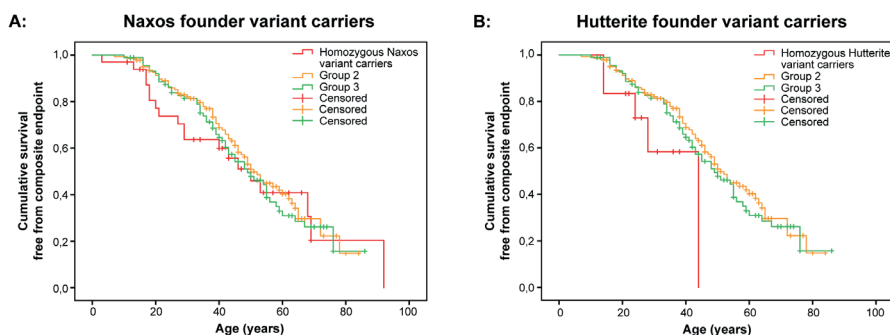 A:
Naxos founder variant carriers
Cumulative survival
free from composite endpoint
1,0
0,8
0,6
0,4
0,2
0,0
Homozygous Naxos
variant carriers
Group 2
Group 3
Censored
Censored
Censored
0
20
40
60
80
100
Age (years)
B:
Hutterite founder variant carriers
Cumulative survival
free from composite endpoint
1,0
0,8
0,6
0,4
0,2
0,0
Homozygous Hutterite
variant carriers
Group 2
Group 3
Censored
Censored
Censored
0
20
40
60
80
100
Age (years)